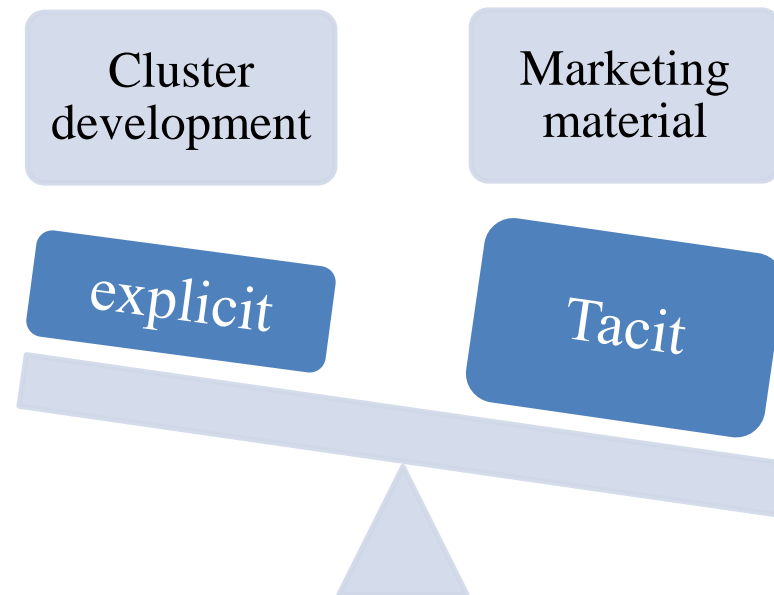 Cluster
development
Marketing
material
explicit
Tacit